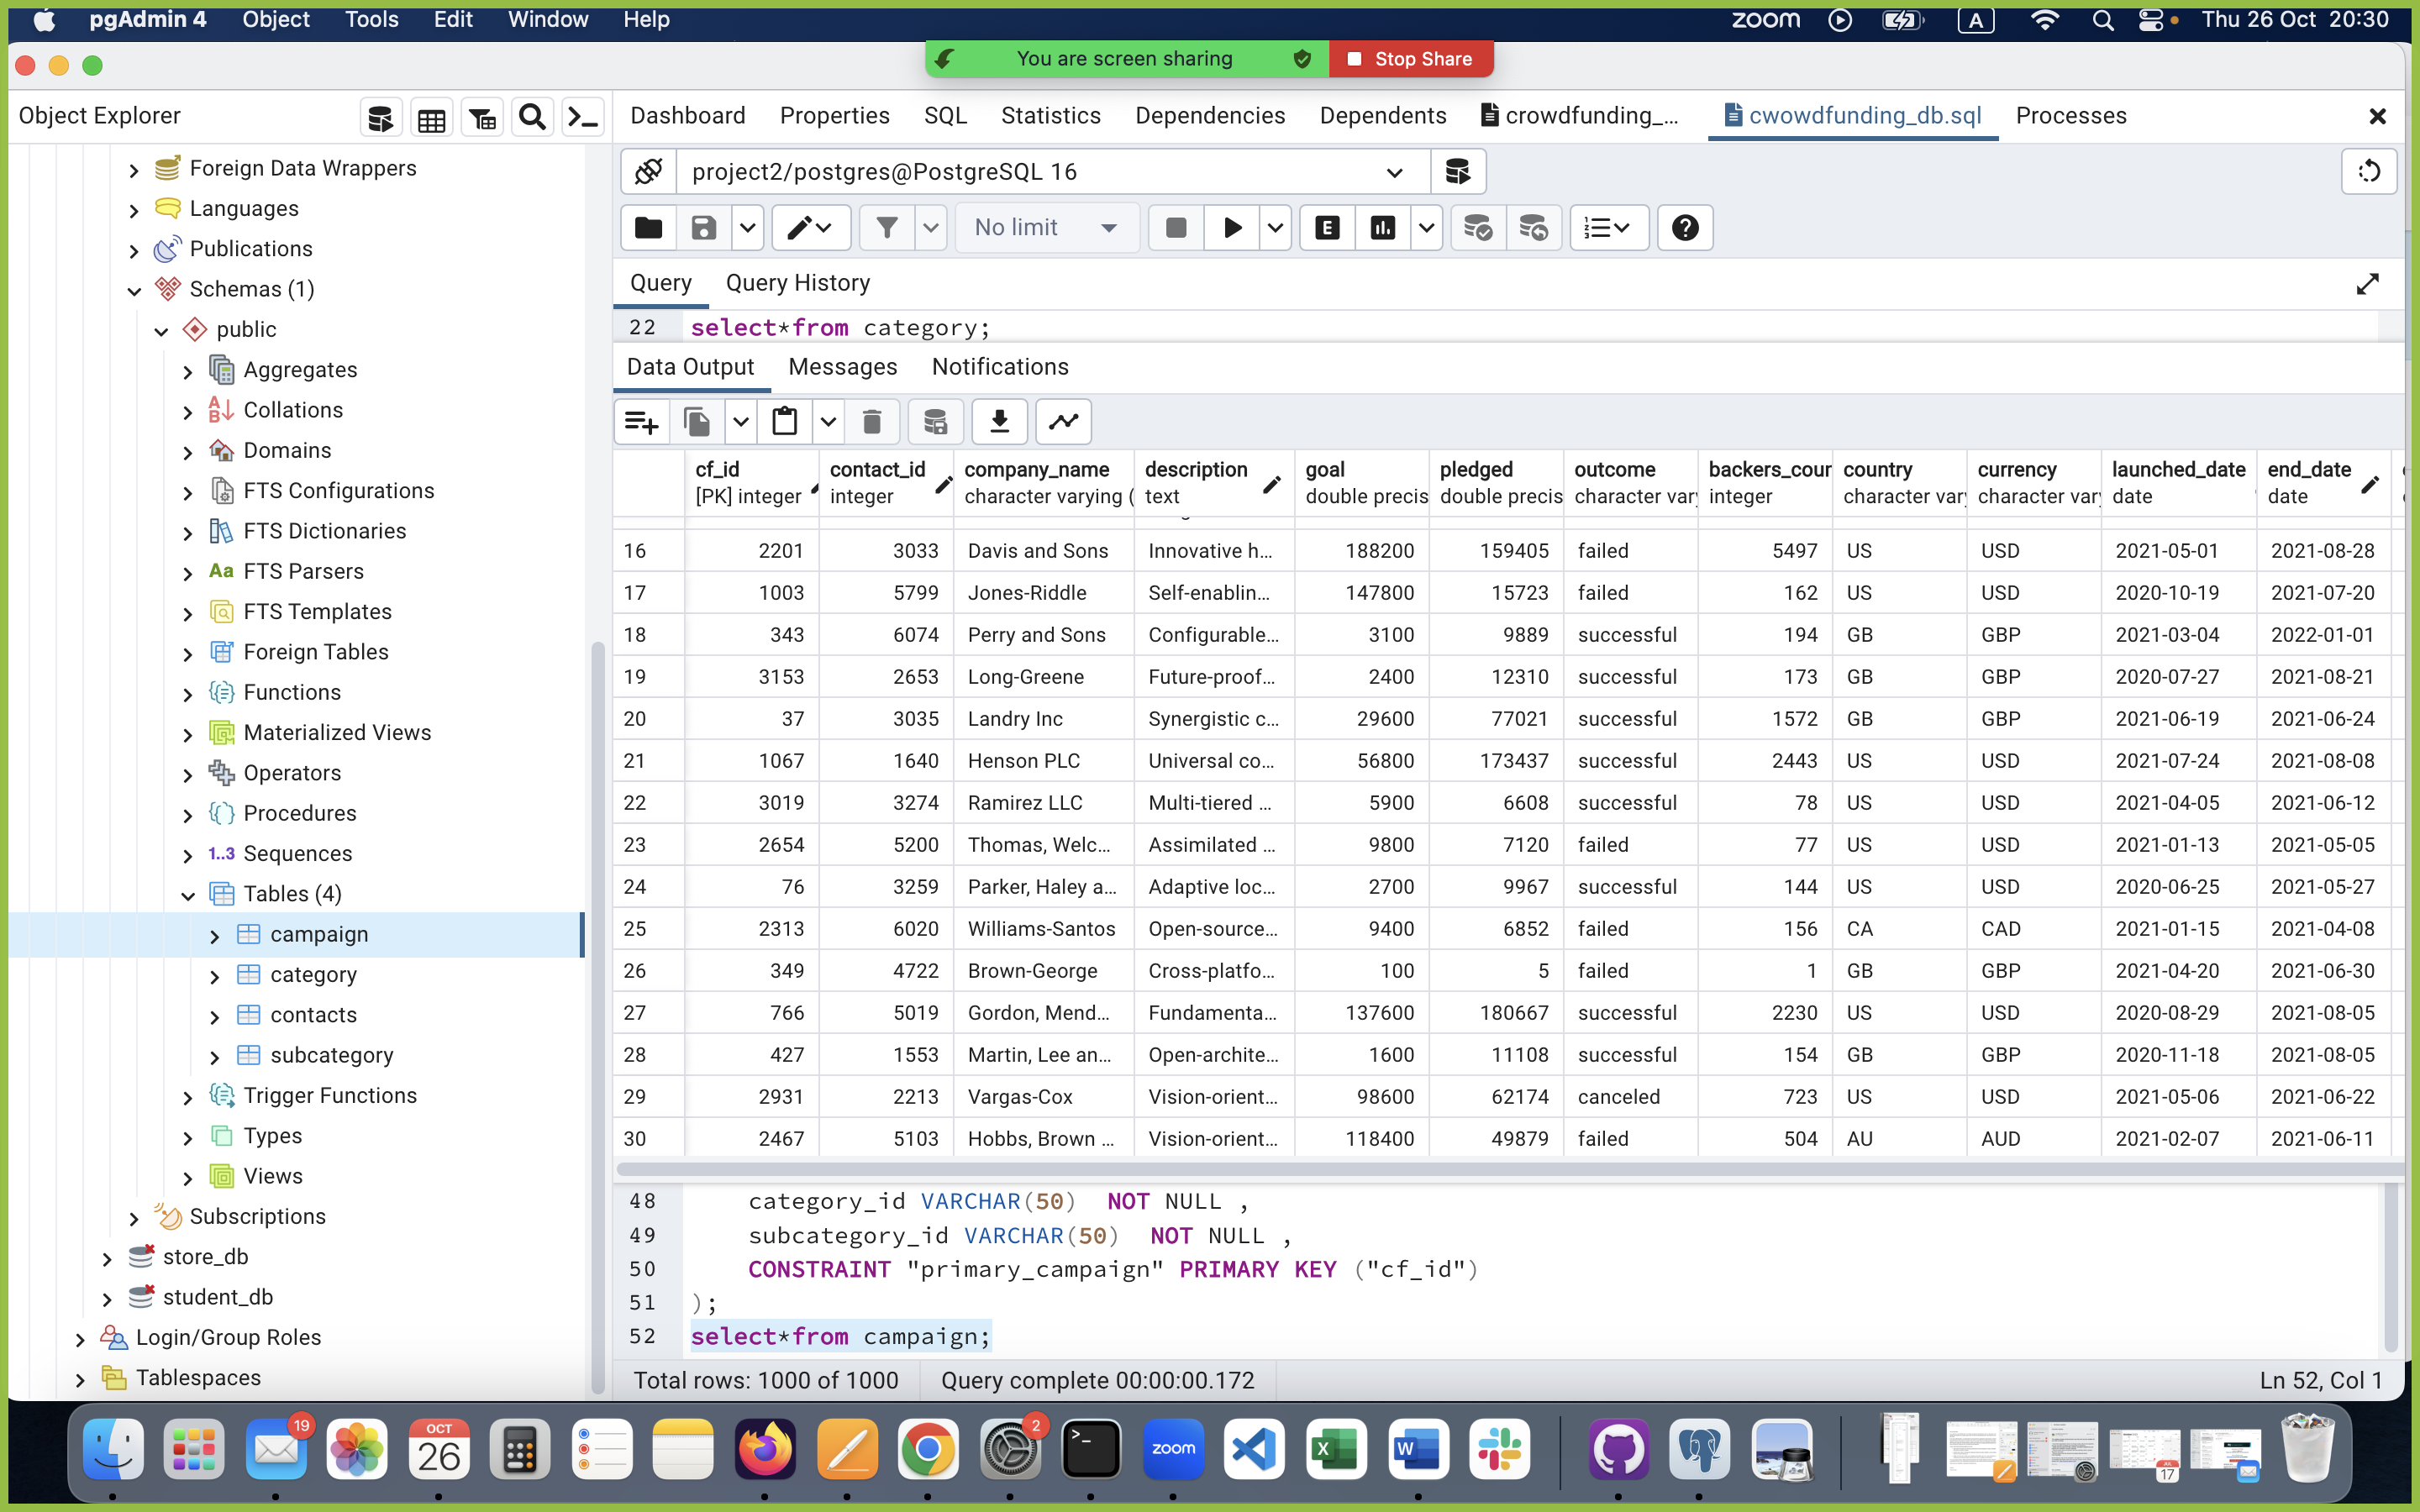 pgAdmin 4 Object Tools Edit Window Help zoom A Thu 26 Oct 20:30
You are screen sharing Stop Share
Object Explorer Dashboard Properties SQL Statistics Dependencies Dependents crowdfunding_... cwowdfunding_db.sql Processes
Foreign Data Wrappers
Languages
Publications
Schemas (1)
public
Aggregates
Collations
Domains
FTS Configurations
FTS Dictionaries
Aa FTS Parsers
FTS Templates
Foreign Tables
Functions
Materialized Views
Operators
Procedures
1..3 Sequences
Tables (4)
campaign
category
contacts
subcategory
Trigger Functions
Types
Views
Subscriptions
store_db
student_db
Login/Group Roles
Tablespaces
project2/postgres@PostgreSQL 16
No limit E
Query Query History
22 select*from category;
Data Output Messages Notifications
cf_id contact_id company_name description goal pledged outcome backers_cour country currency launched_date end_date
[PK] integer integer character varying ( text double precis double precis character var integer character var character var date date
16 2201 3033 Davis and Sons Innovative h... 188200 159405 failed 5497 US USD 2021-05-01 2021-08-28
17 1003 5799 Jones-Riddle Self-enablin... 147800 15723 failed 162 US USD 2020-10-19 2021-07-20
18 343 6074 Perry and Sons Configurable... 3100 9889 successful 194 GB GBP 2021-03-04 2022-01-01
19 3153 2653 Long-Greene Future-proof... 2400 12310 successful 173 GB GBP 2020-07-27 2021-08-21
20 37 3035 Landry Inc Synergistic c... 29600 77021 successful 1572 GB GBP 2021-06-19 2021-06-24
21 1067 1640 Henson PLC Universal co... 56800 173437 successful 2443 US USD 2021-07-24 2021-08-08
22 3019 3274 Ramirez LLC Multi-tiered ... 5900 6608 successful 78 US USD 2021-04-05 2021-06-12
23 2654 5200 Thomas, Welc... Assimilated ... 9800 7120 failed 77 US USD 2021-01-13 2021-05-05
24 76 3259 Parker, Haley a... Adaptive loc... 2700 9967 successful 144 US USD 2020-06-25 2021-05-27
25 2313 6020 Williams-Santos Open-source... 9400 6852 failed 156 CA CAD 2021-01-15 2021-04-08
26 349 4722 Brown-George Cross-platfo... 100 5 failed 1 GB GBP 2021-04-20 2021-06-30
27 766 5019 Gordon, Mend... Fundamenta... 137600 180667 successful 2230 US USD 2020-08-29 2021-08-05
28 427 1553 Martin, Lee an... Open-archite... 1600 11108 successful 154 GB GBP 2020-11-18 2021-08-05
29 2931 2213 Vargas-Cox Vision-orient... 98600 62174 canceled 723 US USD 2021-05-06 2021-06-22
30 2467 5103 Hobbs, Brown ... Vision-orient... 118400 49879 failed 504 AU AUD 2021-02-07 2021-06-11
48 category_id VARCHAR(50) NOT NULL ,
49 subcategory_id VARCHAR(50) NOT NULL ,
50 CONSTRAINT "primary_campaign" PRIMARY KEY ("cf_id")
51 );
52 select*from campaign;
Total rows: 1000 of 1000 Query complete 00:00:00.172 Ln 52, Col 1
19 OCT 26 2 >_ zoom X W 17